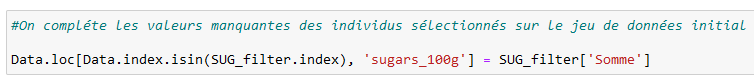 #On compléte les valeurs manquantes des individus sélectionnés sur le jeu de données initial
Data.loc[Data.index.isin(SUG_filter.index), 'sugars_100g'] = SUG_filter['Somme']